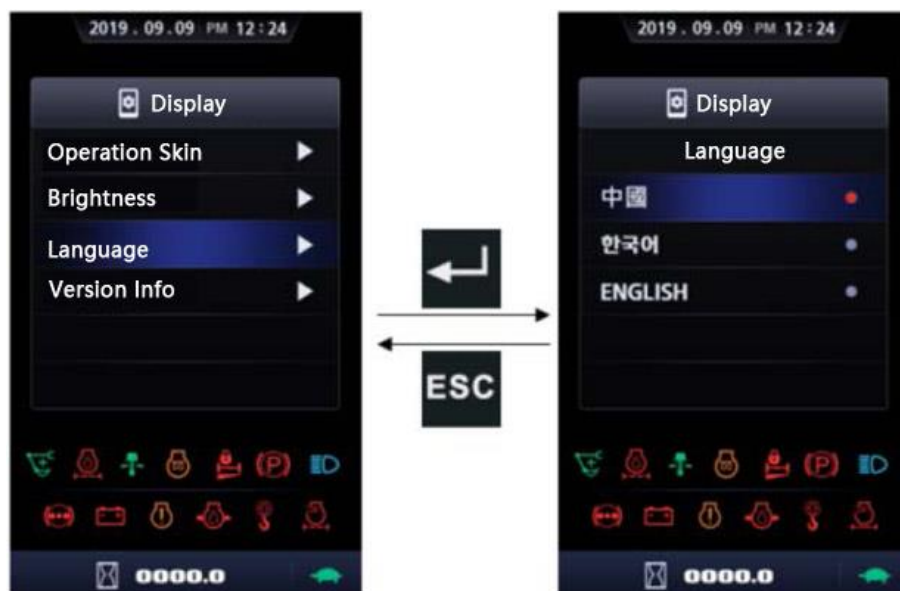 2019 . 09 . 09 PM 12:24
Display
Operation Skin
Brightness
Language
Version Info
(P)
0000.0
ESC
2019 . 09 . 09 PM 12:24
Display
Language
中國
한국어
ENGLISH
(P)
0000.0